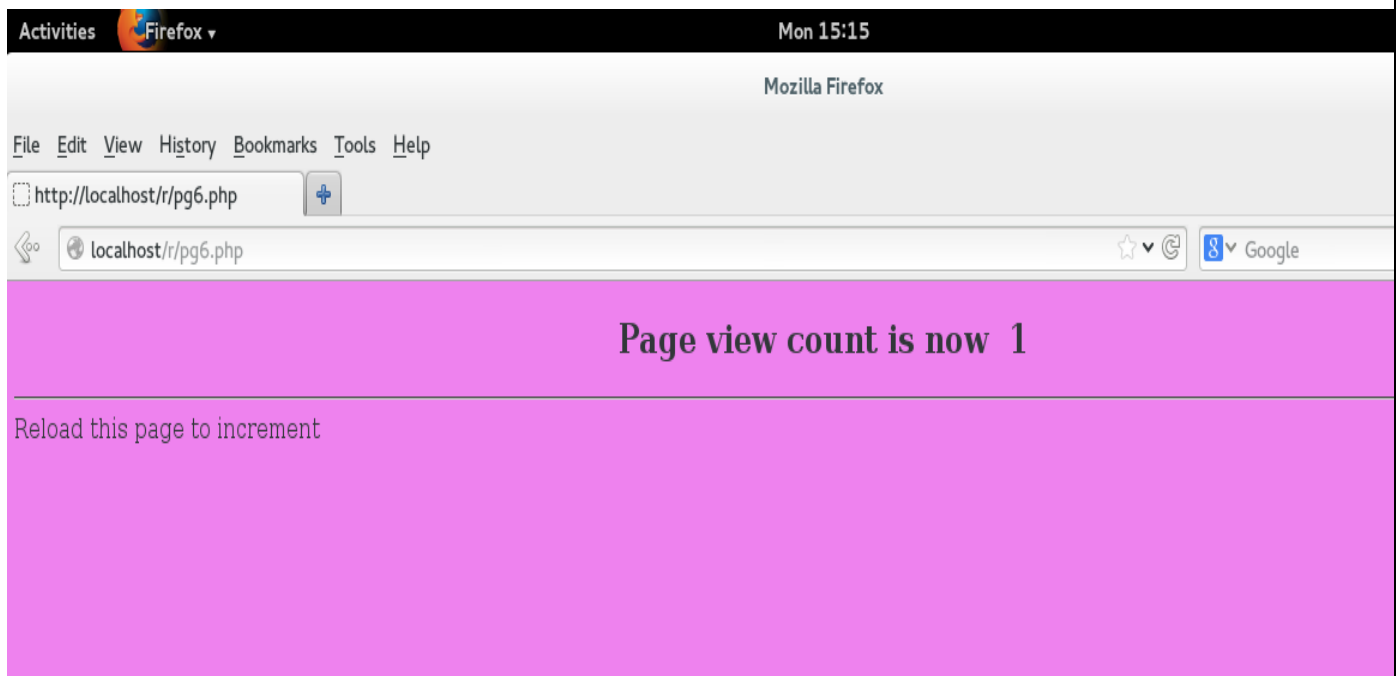 Activities Firefox ▾ Mon 15:15
Mozilla Firefox
File Edit View History Bookmarks Tools Help
http://localhost/r/pg6.php
localhost/r/pg6.php 8 Google
Page view count is now 1
Reload this page to increment